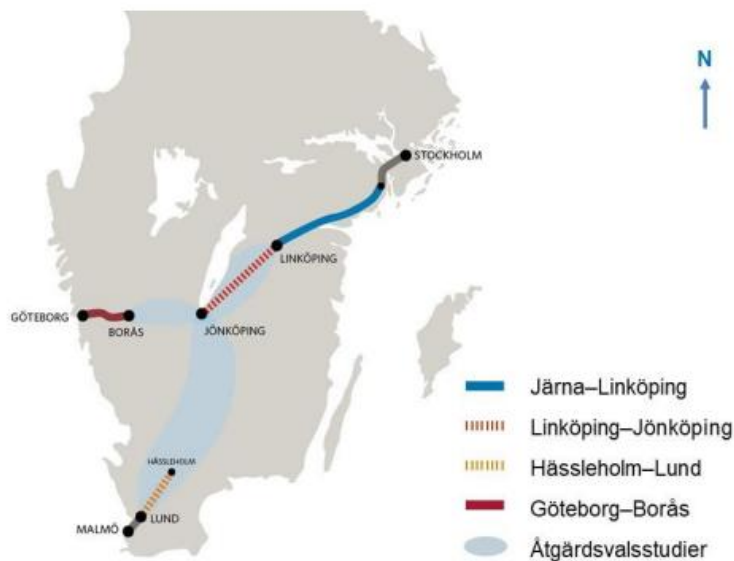 N
STOCKHOLM
LINKÖPING
GÖTEBORG
BORÅS
JÖNKÖPING
HÄSSLEHOLM
LUND
MALMÖ
Järna–Linköping
Linköping–Jönköping
Hässleholm–Lund
Göteborg–Borås
Åtgärdsvalsstudier